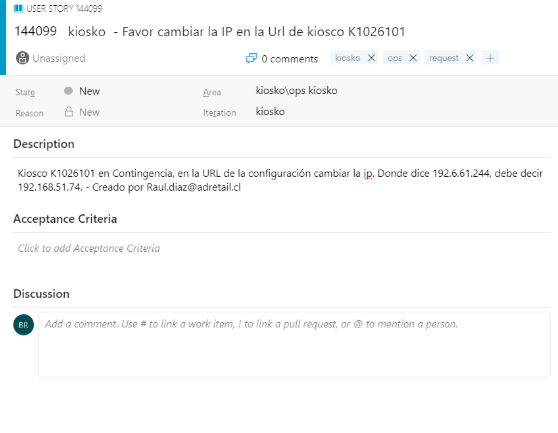 USER STORY 144099
144099 kiosko - Favor cambiar la IP en la Url de kiosco K1026101
Unassigned 0 comments kiosko ops request
State New Area kiosko\ops kiosko
Reason New Iteration kiosko
Description
Kiosco K1026101 en Contingencia, en la URL de la configuración cambiar la ip. Donde dice 192.6.61.244, debe decir
192.168.51.74. - Creado por Raul.diaz@adretail.cl
Acceptance Criteria
Click to add Acceptance Criteria
Discussion
BR Add a comment. Use # to link a work item, ! to link a pull request, or @ to mention a person.